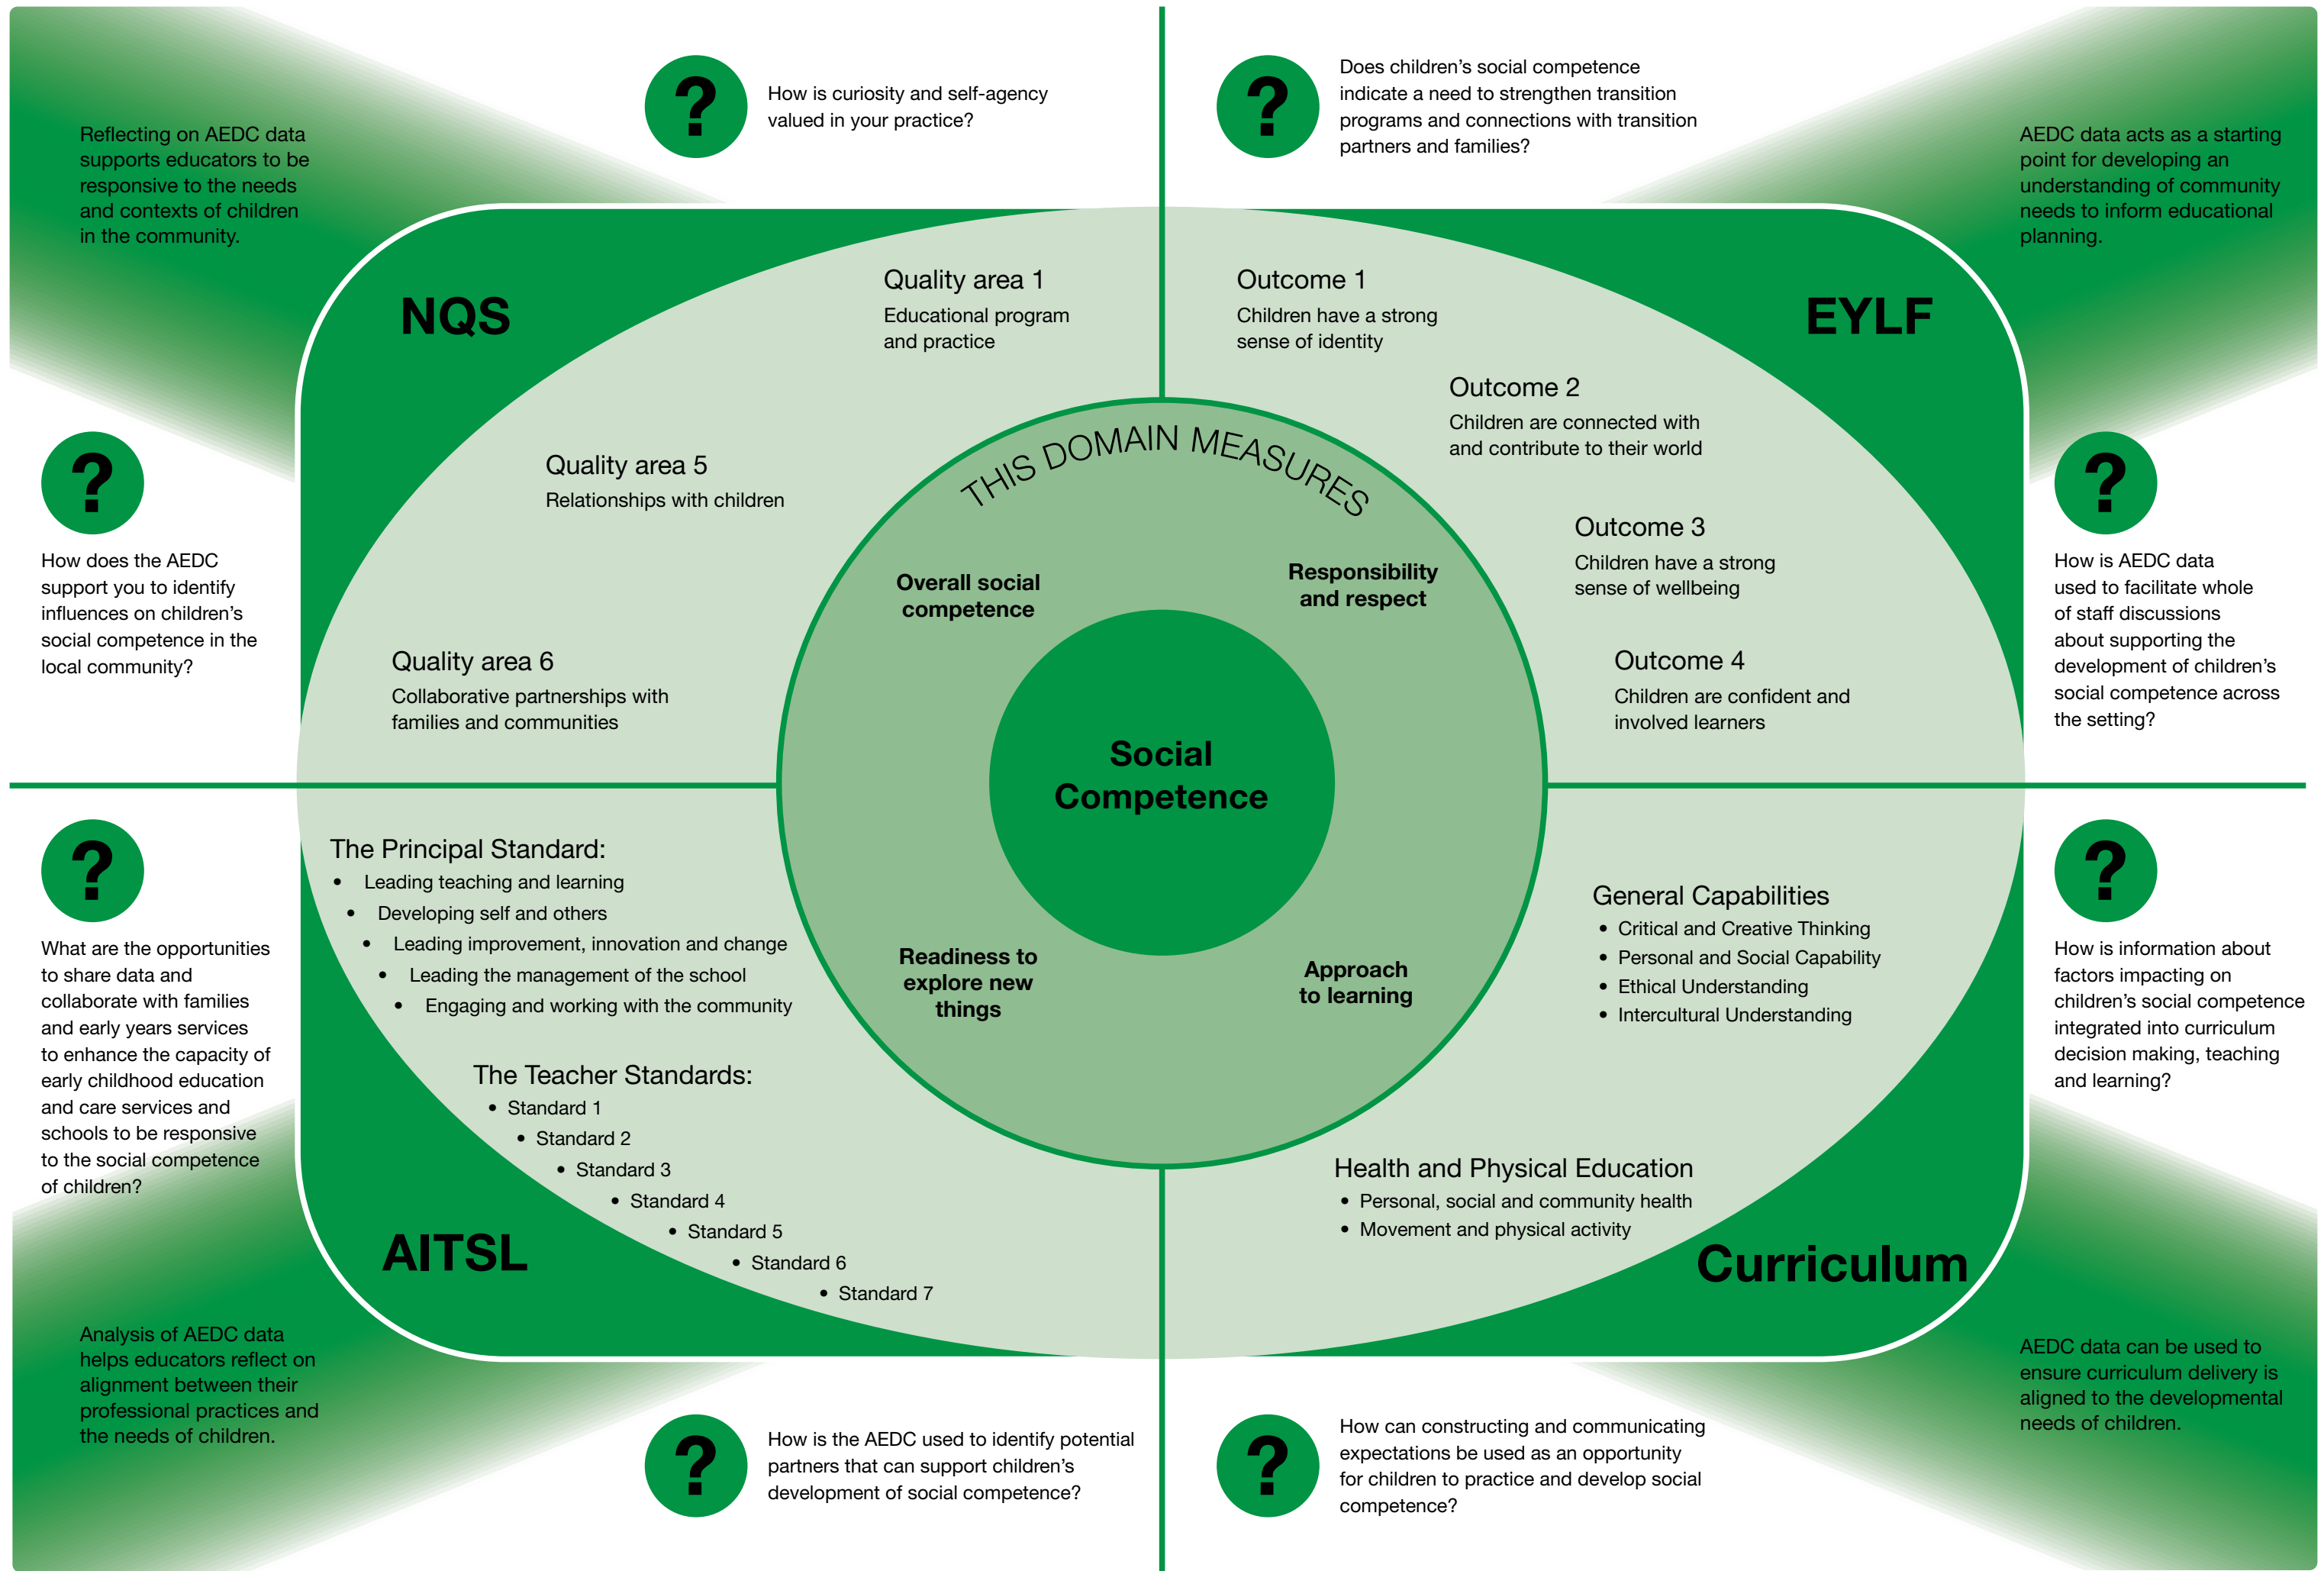 Reflecting on AEDC data
supports educators to be
responsive to the needs
and contexts of children
in the community.
?
How is curiosity and self-agency
valued in your practice?
?
Does children’s social competence
indicate a need to strengthen transition
programs and connections with transition
partners and families?
AEDC data acts as a starting
point for developing an
understanding of community
needs to inform educational
planning.
NQS
Quality area 1
Educational program
and practice
Quality area 5
Relationships with children
Quality area 6
Collaborative partnerships with
families and communities
?
How does the AEDC
support you to identify
influences on children’s
social competence in the
local community?
EYLF
Outcome 1
Children have a strong
sense of identity
Outcome 2
Children are connected with
and contribute to their world
Outcome 3
Children have a strong
sense of wellbeing
Outcome 4
Children are confident and
involved learners
?
How is AEDC data
used to facilitate whole
of staff discussions
about supporting the
development of children’s
social competence across
the setting?
THIS DOMAIN MEASURES
Overall social
competence
Responsibility
and respect
Social
Competence
Readiness to
explore new
things
Approach
to learning
?
What are the opportunities
to share data and
collaborate with families
and early years services
to enhance the capacity of
early childhood education
and care services and
schools to be responsive
to the social competence
of children?
The Principal Standard:
• Leading teaching and learning
• Developing self and others
• Leading improvement, innovation and change
• Leading the management of the school
• Engaging and working with the community
The Teacher Standards:
• Standard 1
• Standard 2
• Standard 3
• Standard 4
• Standard 5
• Standard 6
• Standard 7
AITSL
General Capabilities
• Critical and Creative Thinking
• Personal and Social Capability
• Ethical Understanding
• Intercultural Understanding
Health and Physical Education
• Personal, social and community health
• Movement and physical activity
Curriculum
?
How is information about
factors impacting on
children’s social competence
integrated into curriculum
decision making, teaching
and learning?
Analysis of AEDC data
helps educators reflect on
alignment between their
professional practices and
the needs of children.
?
How is the AEDC used to identify potential
partners that can support children’s
development of social competence?
?
How can constructing and communicating
expectations be used as an opportunity
for children to practice and develop social
competence?
AEDC data can be used to
ensure curriculum delivery is
aligned to the developmental
needs of children.